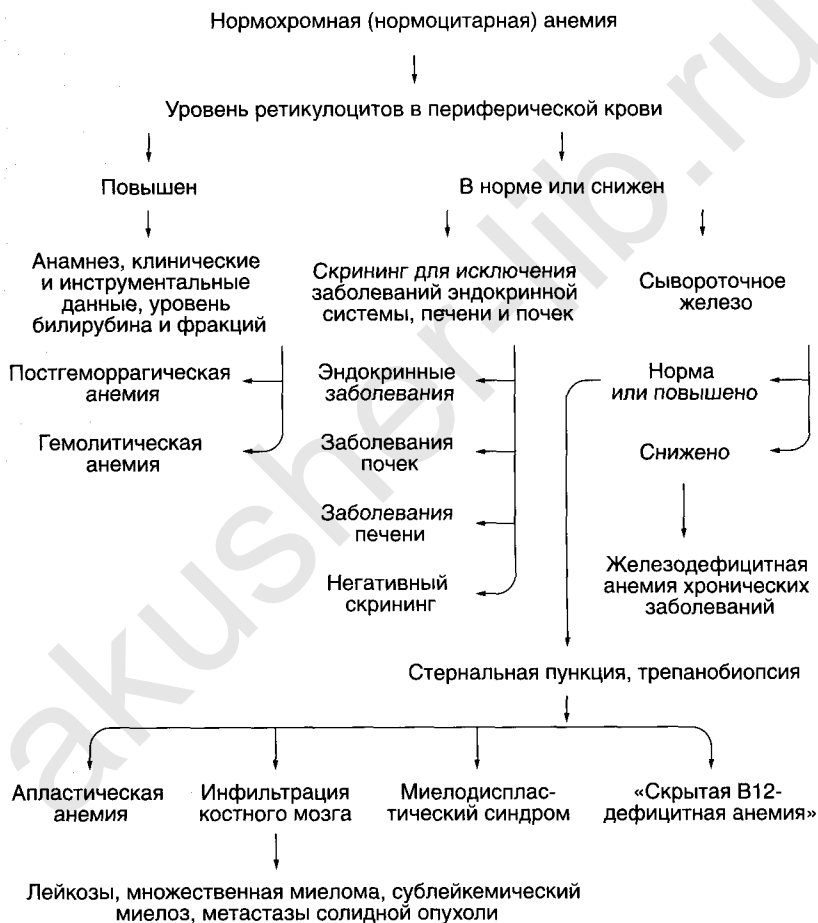 Нормохромная (нормоцитарная) анемия
Уровень ретикулоцитов в периферической крови
Повышен
В норме или снижен
Анамнез, клинические
и инструментальные
данные, уровень
билирубина и фракций
Постгеморрагическая
анемия
Гемолитическая
анемия
Скрининг для исключения
заболеваний эндокринной
системы, печени и почек
Эндокринные
заболевания
Заболевания
почек
Заболевания
печени
Негативный
скрининг
Сывороточное
железо
Норма
или повышено
Снижено
Железодефицитная
анемия хронических
заболеваний
Стернальная пункция, трепанобиопсия
Апластическая
анемия
Инфильтрация
костного мозга
Миелодисплас-
тический синдром
«Скрытая В12-
дефицитная анемия»
Лейкозы, множественная миелома, сублейкемический
миелоз, метастазы солидной опухоли
akusher-lib.ru